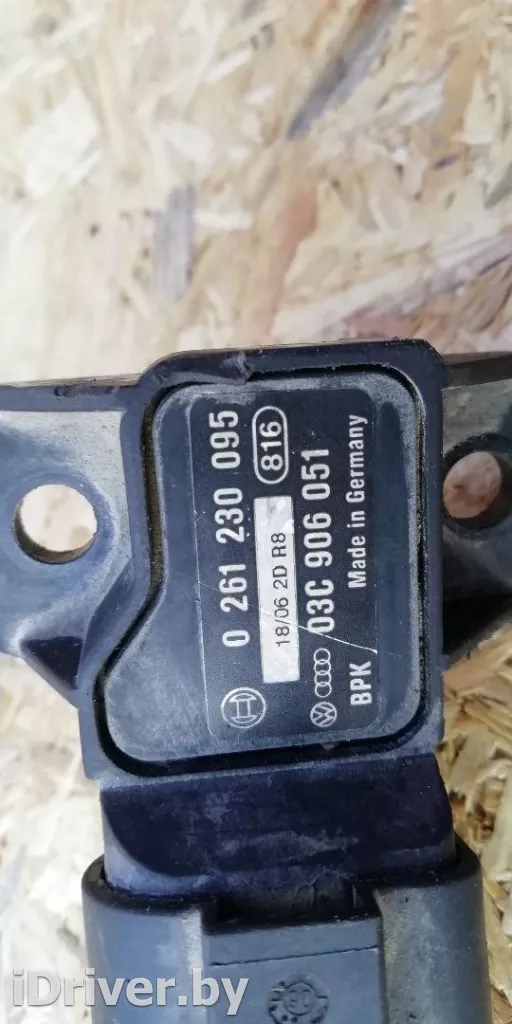 0 261 230 095
816
18/06 2D R8
03C 906 051
BPK Made in Germany
iDriver.by